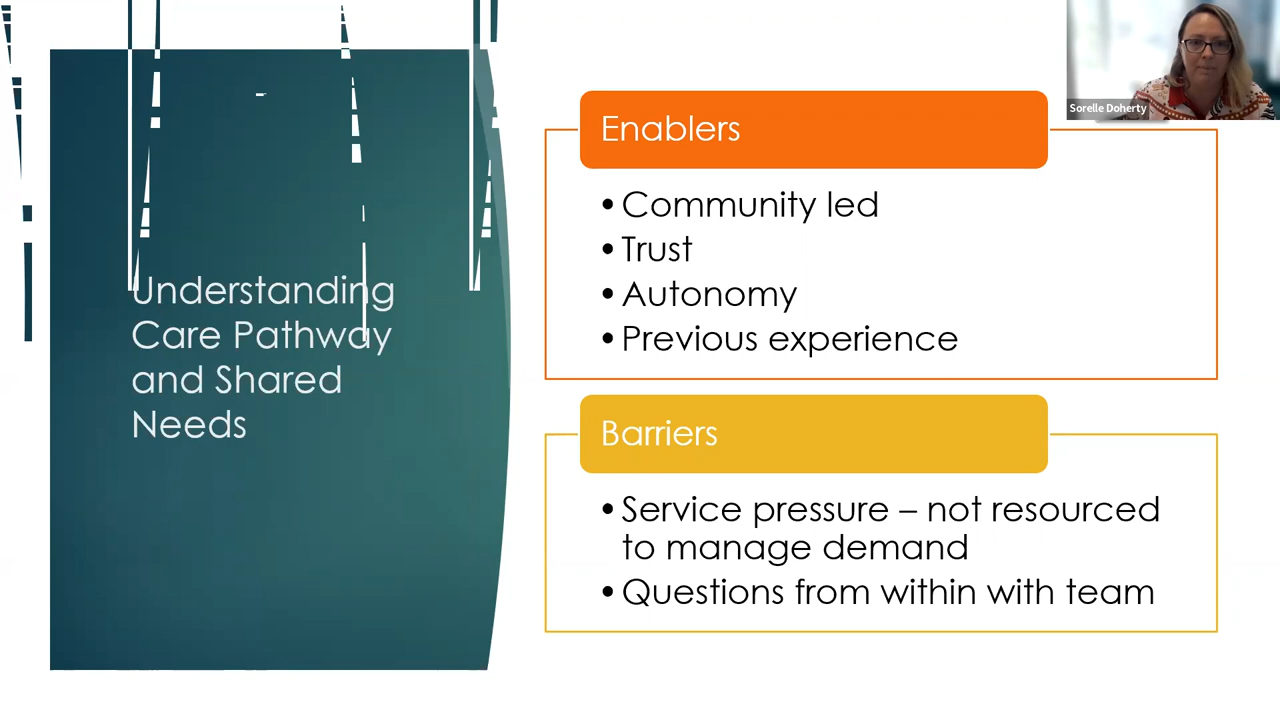 Sorelle Doherty
Understanding
Care Pathway
and Shared
Needs
Enablers
• Community led
• Trust
• Autonomy
• Previous experience
Barriers
• Service pressure – not resourced
to manage demand
• Questions from within with team